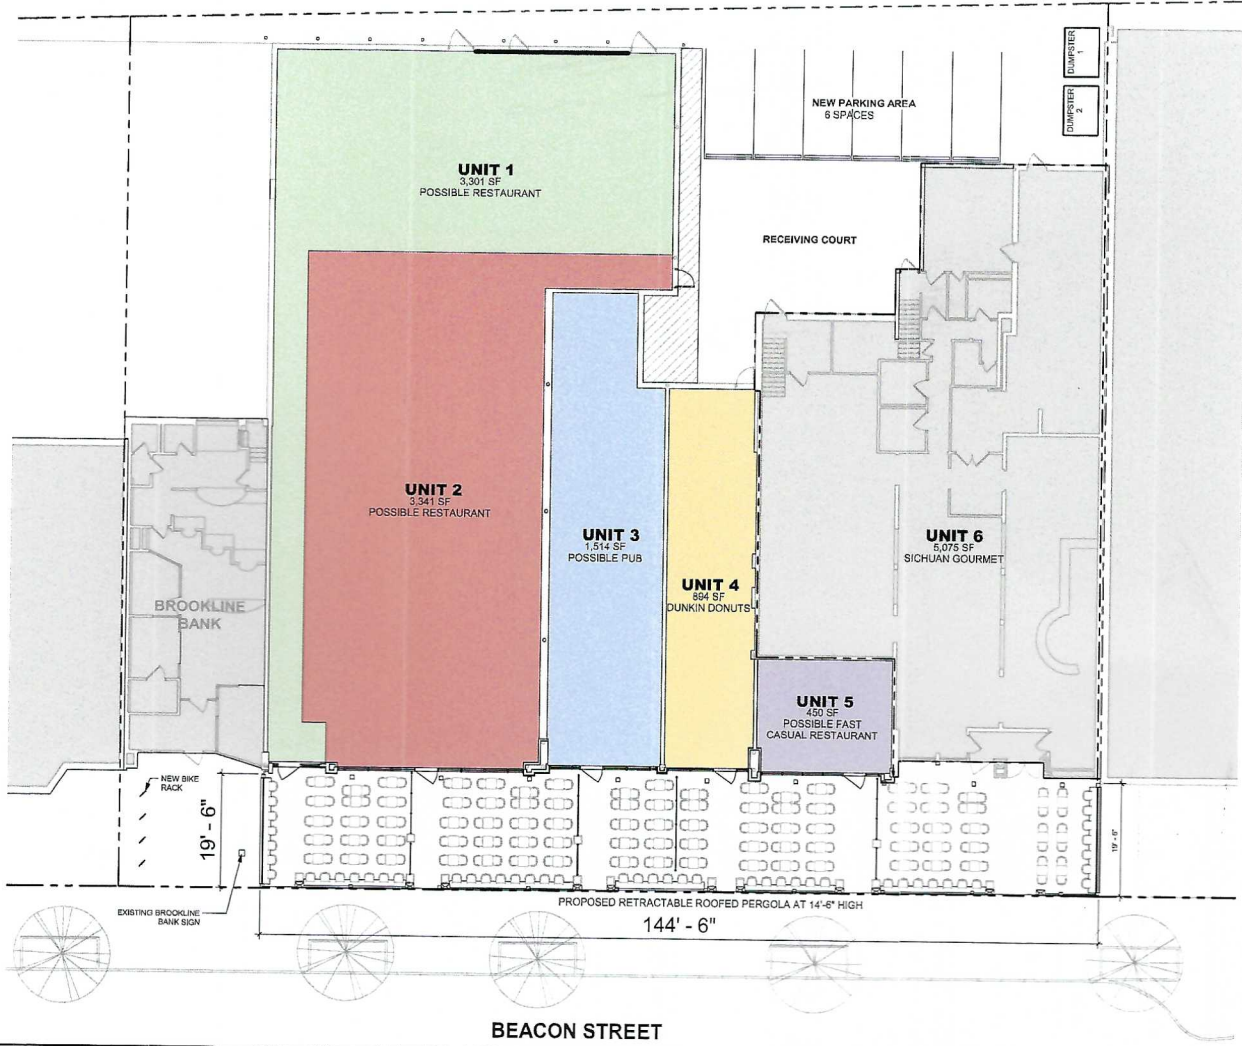 DUMPSTER
1
DUMPSTER
2
NEW PARKING AREA
6 SPACES
UNIT 1
3,301 SF
POSSIBLE RESTAURANT
RECEIVING COURT
UNIT 2
3,341 SF
POSSIBLE RESTAURANT
UNIT 3
1,514 SF
POSSIBLE PUB
UNIT 6
5,075 SF
SICHUAN GOURMET
UNIT 4
894 SF
DUNKIN DONUTS
BROOKLINE
BANK
UNIT 5
450 SF
POSSIBLE FAST
CASUAL RESTAURANT
NEW BIKE
RACK
19' - 6"
19' - 6"
EXISTING BROOKLINE
BANK SIGN
PROPOSED RETRACTABLE ROOFED PERGOLA AT 14'-6" HIGH
144' - 6"
BEACON STREET